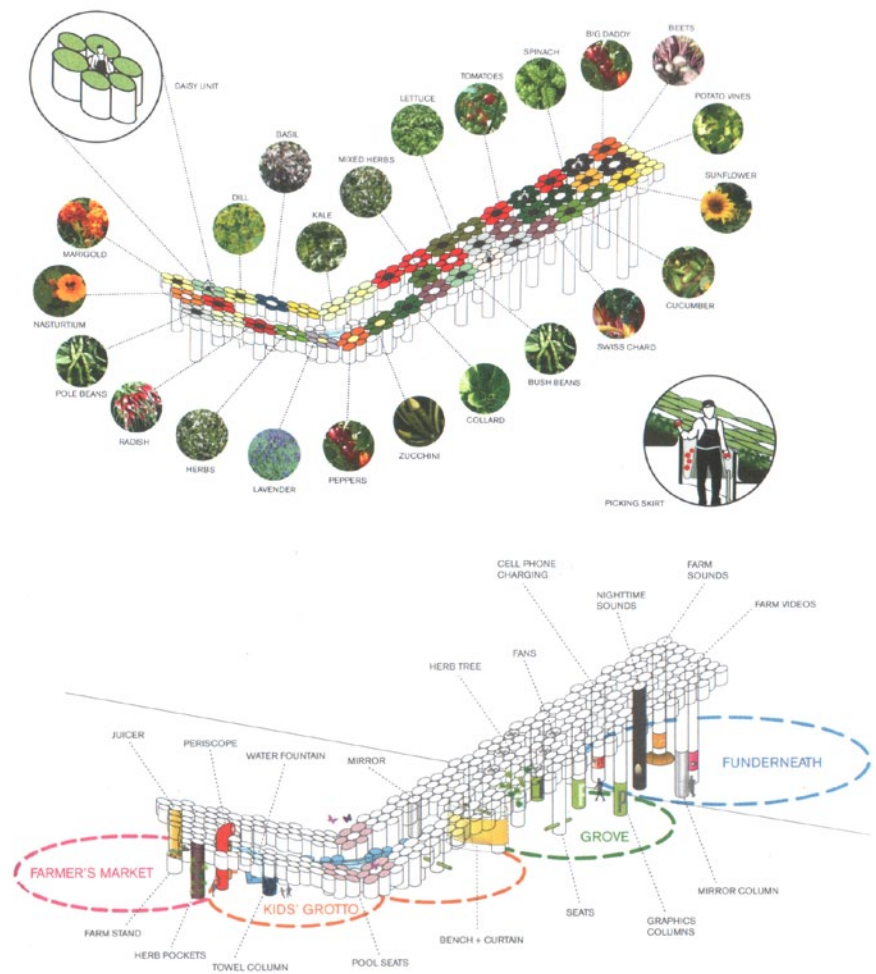 BIG DADDY
BEETS
SPINACH
TOMATOES
LETTUCE
DAISY UNIT
POTATO VINES
BASIL
MIXED HERBS
SUNFLOWER
DILL
KALE
MARIGOLD
CUCUMBER
NASTURTIUM
SWISS CHARD
BUSH BEANS
POLE BEANS
COLLARD
RADISH
ZUCCHINI
HERBS
PEPPERS
LAVENDER
PICKING SKIRT
CELL PHONE
CHARGING
FARM
SOUNDS
NIGHTTIME
SOUNDS
FARM VIDEOS
FANS
HERB TREE
JUICER
PERISCOPE
WATER FOUNTAIN
MIRROR
FUNDERNEATH
GROVE
FARMER'S MARKET
KIDS' GROTTO
MIRROR COLUMN
SEATS
GRAPHICS
COLUMNS
FARM STAND
BENCH + CURTAIN
HERB POCKETS
TOWEL COLUMN
POOL SEATS